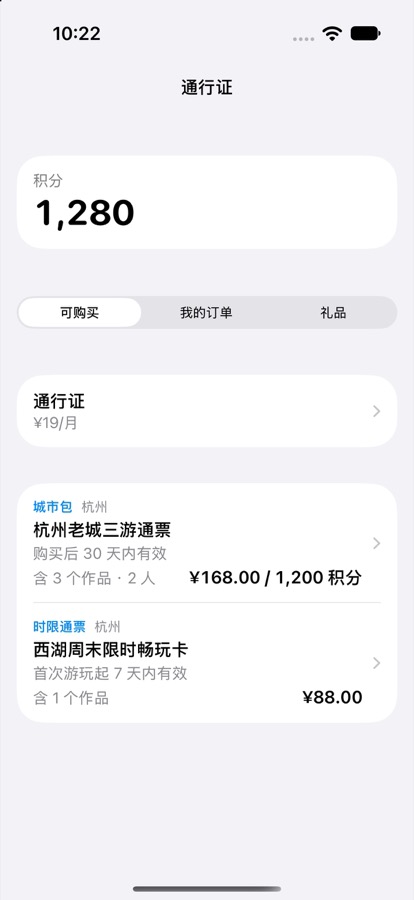 10:22
通行证
积分
1,280
可购买 我的订单 礼品
通行证
¥19/月
城市包 杭州
杭州老城三游通票
购买后 30 天内有效
含 3 个作品 · 2 人 ¥168.00 / 1,200 积分
时限通票 杭州
西湖周末限时畅玩卡
首次游玩起 7 天内有效
含 1 个作品 ¥88.00